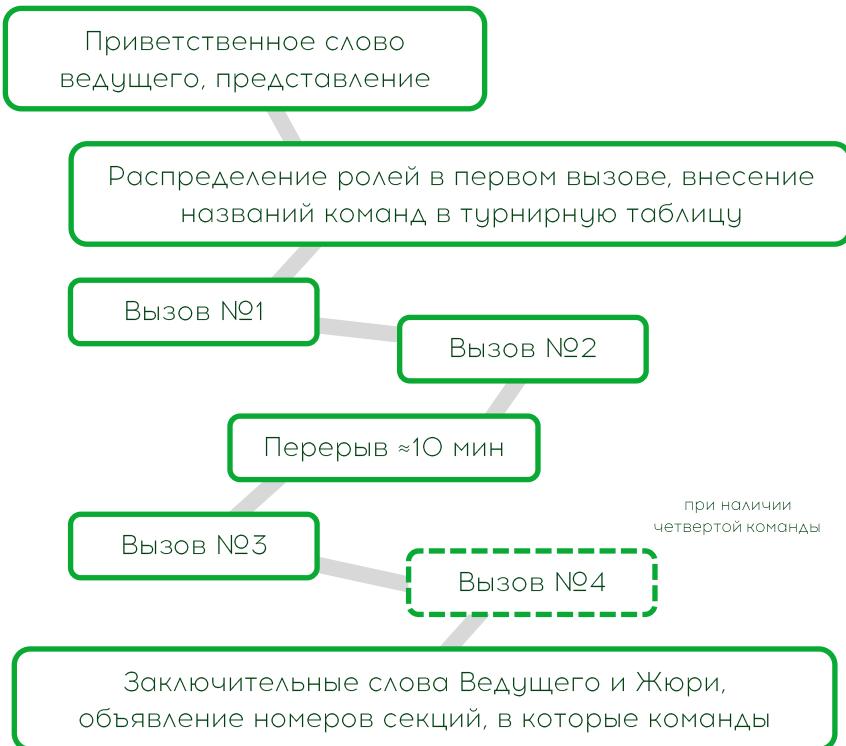 Приветственное слово
ведущего, представление
Распределение ролей в первом вызове, внесение
названий команд в турнирную таблицу
Вызов №1
Вызов №2
Перерыв ≈10 мин
при наличии
четвертой команды
Вызов №3
Вызов №4
Заключительные слова Ведущего и Жюри,
объявление номеров секций, в которые команды